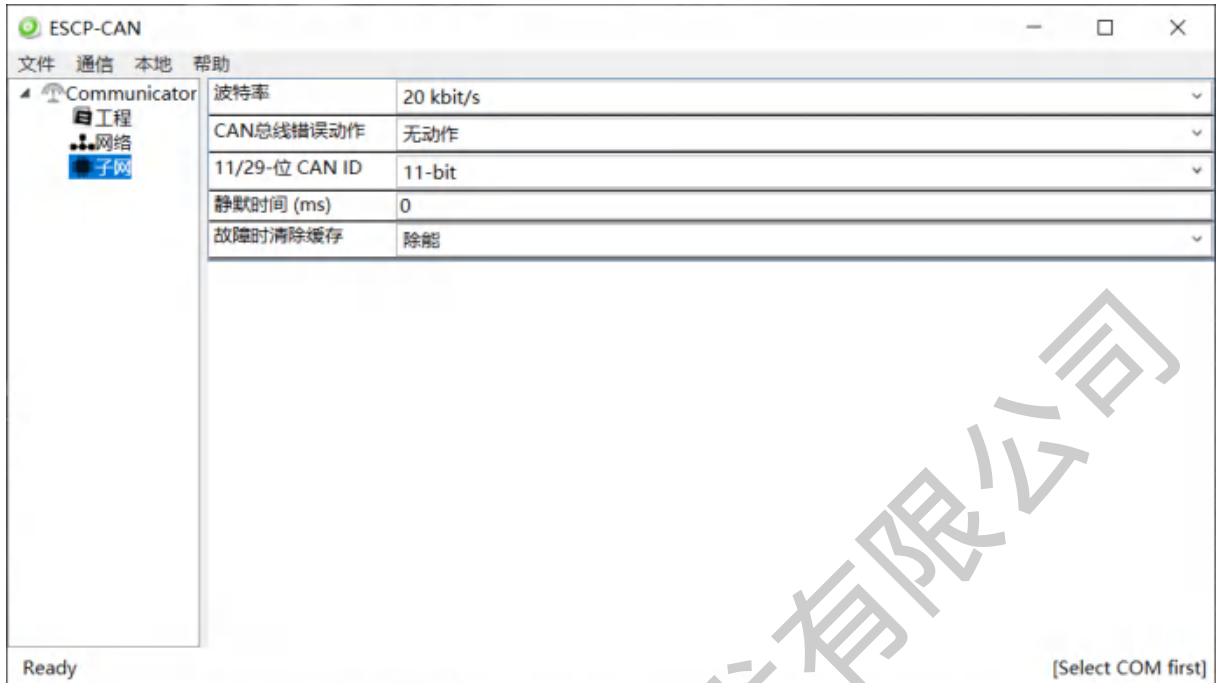 ESCP-CAN
文件 通信 本地 帮助
Communicator
工程
网络
子网
波特率 20 kbit/s
CAN总线错误动作 无动作
11/29-位 CAN ID 11-bit
静默时间 (ms) 0
故障时清除缓存 除能
有限公司
Ready [Select COM first]